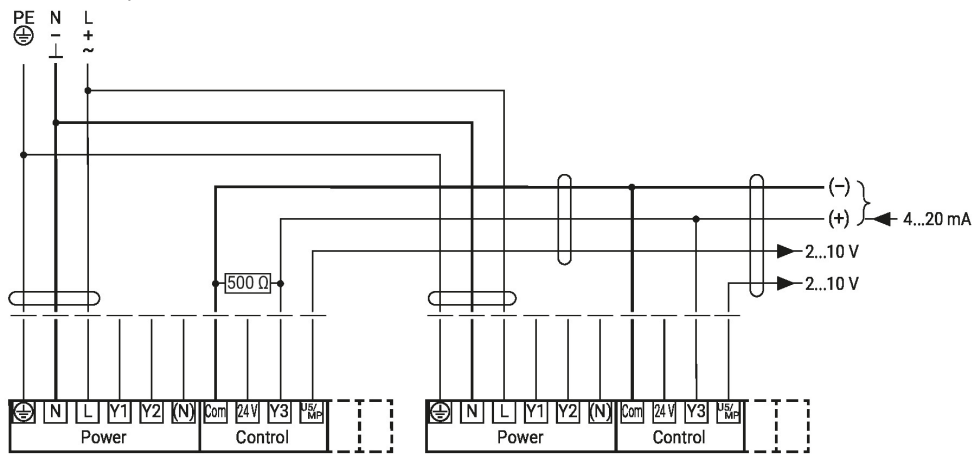 PE N L
- +
~
(-)
(+) 4...20 mA
2...10 V
500 Ω 2...10 V
N L Y1 Y2 (N) Com 24 V Y3 U5/MP N L Y1 Y2 (N) Com 24 V Y3 U5/MP
Power Control Power Control